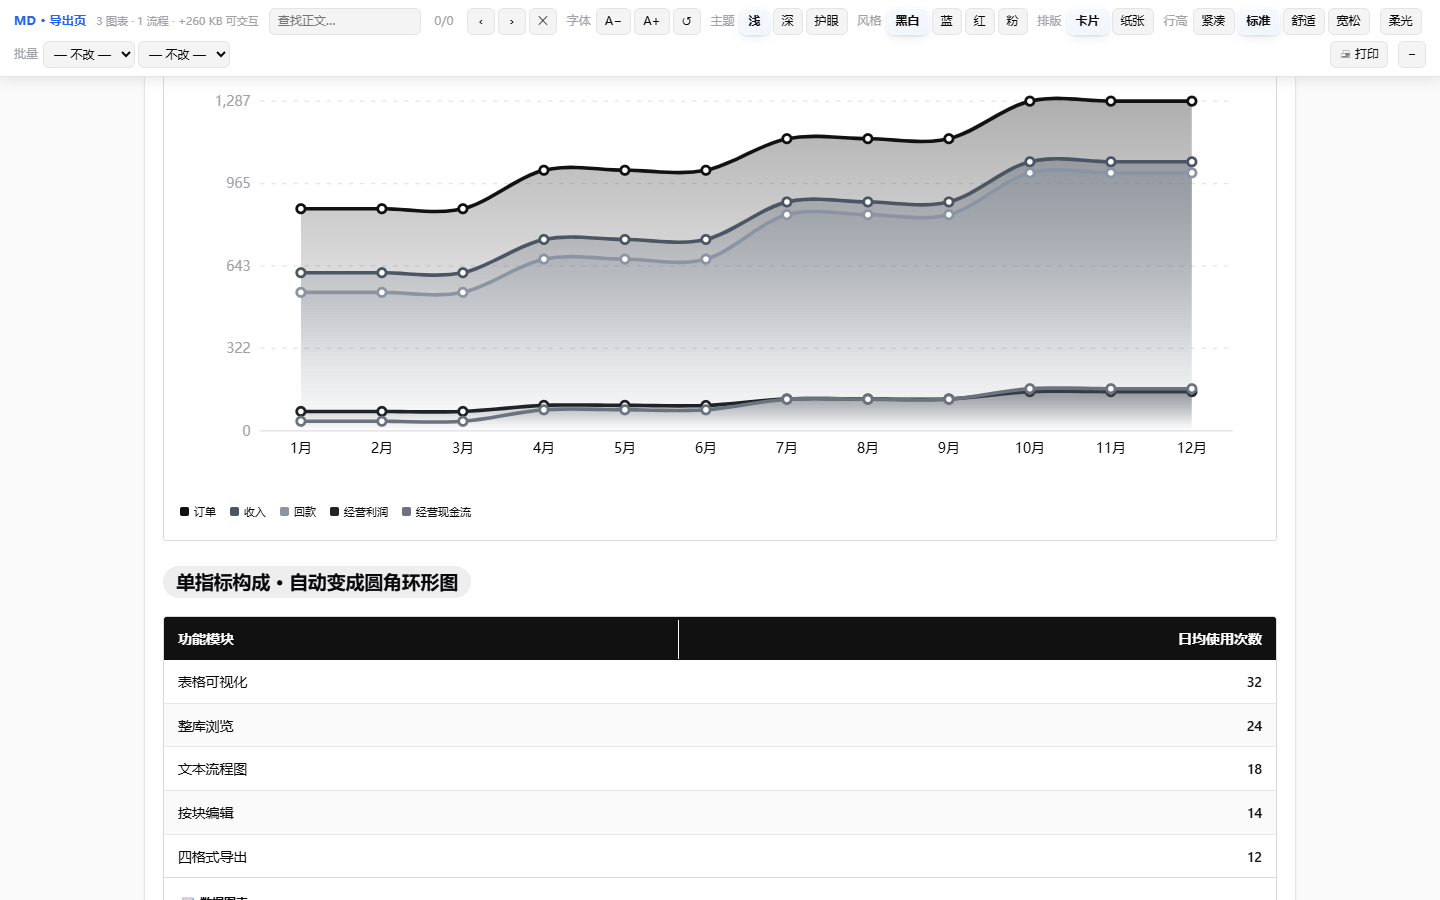 MD · 导出页 3 图表 · 1 流程 · +260 KB 可交互 查找正文... 0/0 ‹ › × 字体 A− A+ ↺ 主题 浅 深 护眼 风格 黑白 蓝 红 粉 排版 卡片 纸张 行高 紧凑 标准 舒适 宽松 柔光
批量 — 不改 — — 不改 — 打印 −
1,287
965
643
322
0
1月 2月 3月 4月 5月 6月 7月 8月 9月 10月 11月 12月
订单 收入 回款 经营利润 经营现金流
单指标构成 · 自动变成圆角环形图
功能模块 日均使用次数
表格可视化 32
整库浏览 24
文本流程图 18
按块编辑 14
四格式导出 12